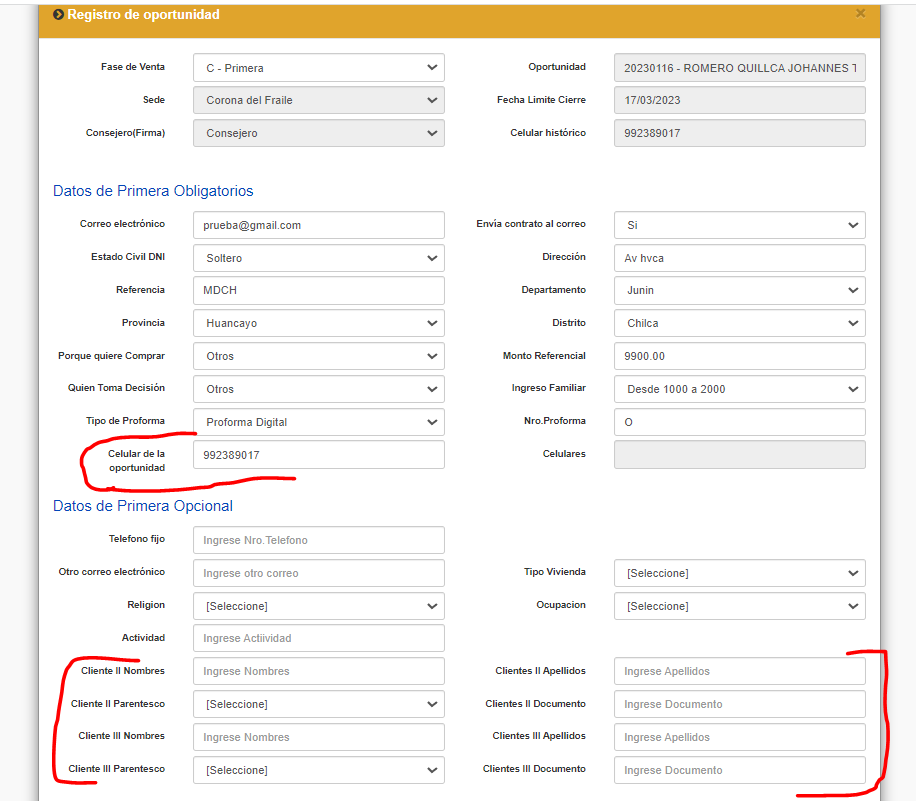 Registro de oportunidad ×
Fase de Venta C - Primera Oportunidad 20230116 - ROMERO QUILLCA JOHANNES T
Sede Corona del Fraile Fecha Limite Cierre 17/03/2023
Consejero(Firma) Consejero Celular histórico 992389017
Datos de Primera Obligatorios
Correo electrónico prueba@gmail.com Envía contrato al correo Si
Estado Civil DNI Soltero Dirección Av hvca
Referencia MDCH Departamento Junin
Provincia Huancayo Distrito Chilca
Porque quiere Comprar Otros Monto Referencial 9900.00
Quien Toma Decisión Otros Ingreso Familiar Desde 1000 a 2000
Tipo de Proforma Proforma Digital Nro.Proforma O
Celular de la oportunidad 992389017 Celulares
Datos de Primera Opcional
Telefono fijo Ingrese Nro.Telefono
Otro correo electrónico Ingrese otro correo Tipo Vivienda [Seleccione]
Religion [Seleccione] Ocupacion [Seleccione]
Actividad Ingrese Actiividad
Cliente II Nombres Ingrese Nombres Clientes II Apellidos Ingrese Apellidos
Cliente II Parentesco [Seleccione] Clientes II Documento Ingrese Documento
Cliente III Nombres Ingrese Nombres Clientes III Apellidos Ingrese Apellidos
Cliente III Parentesco [Seleccione] Clientes III Documento Ingrese Documento